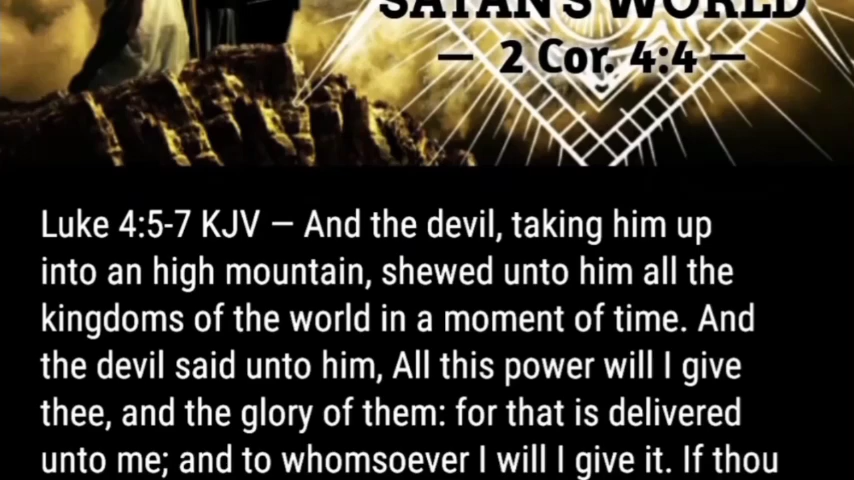 SATAN'S WORLD
— 2 Cor. 4:4 —
Luke 4:5-7 KJV — And the devil, taking him up
into an high mountain, shewed unto him all the
kingdoms of the world in a moment of time. And
the devil said unto him, All this power will I give
thee, and the glory of them: for that is delivered
unto me; and to whomsoever I will I give it. If thou